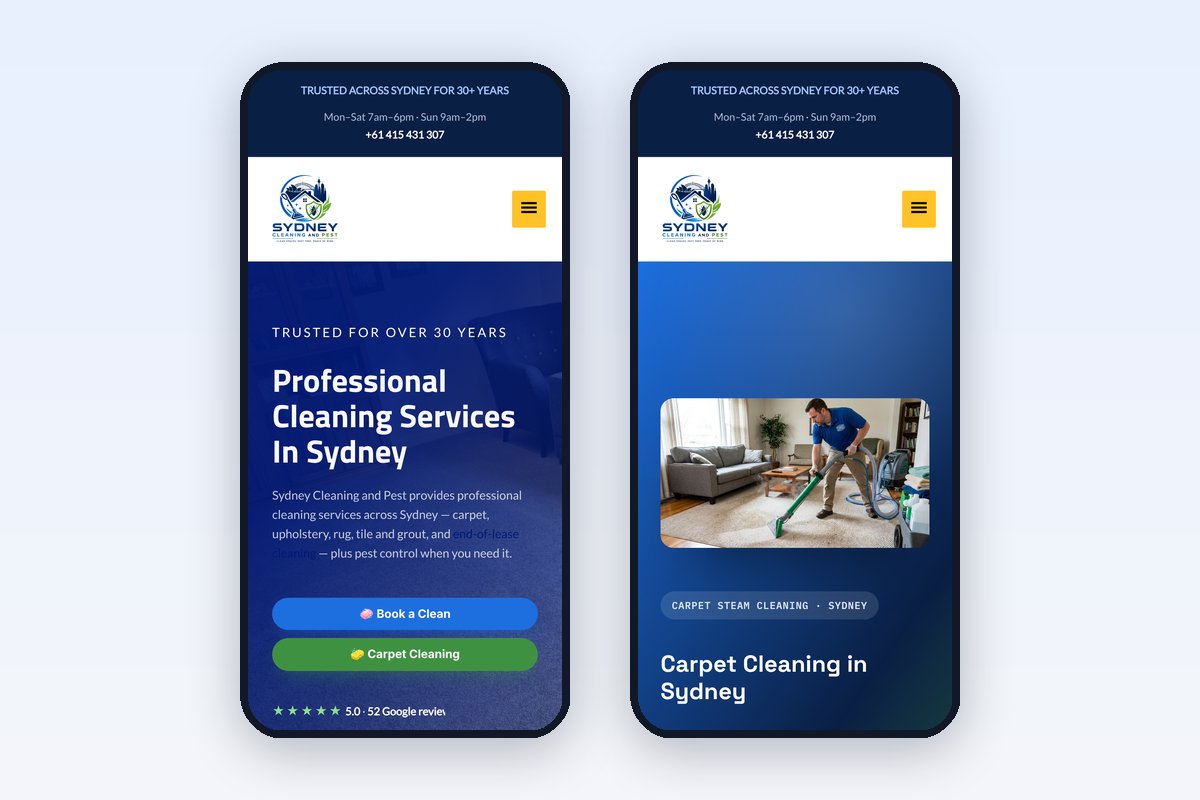 TRUSTED ACROSS SYDNEY FOR 30+ YEARS
Mon–Sat 7am–6pm · Sun 9am–2pm
+61 415 431 307
SYDNEY
CLEANING AND PEST
TRUSTED FOR OVER 30 YEARS
Professional
Cleaning Services
In Sydney
Sydney Cleaning and Pest provides professional
cleaning services across Sydney — carpet,
upholstery, rug, tile and grout, and end-of-lease
cleaning — plus pest control when you need it.
Book a Clean
Carpet Cleaning
★★★★★ 5.0 · 52 Google
TRUSTED ACROSS SYDNEY FOR 30+ YEARS
Mon–Sat 7am–6pm · Sun 9am–2pm
+61 415 431 307
SYDNEY
CLEANING AND PEST
CARPET STEAM CLEANING · SYDNEY
Carpet Cleaning in
Sydney